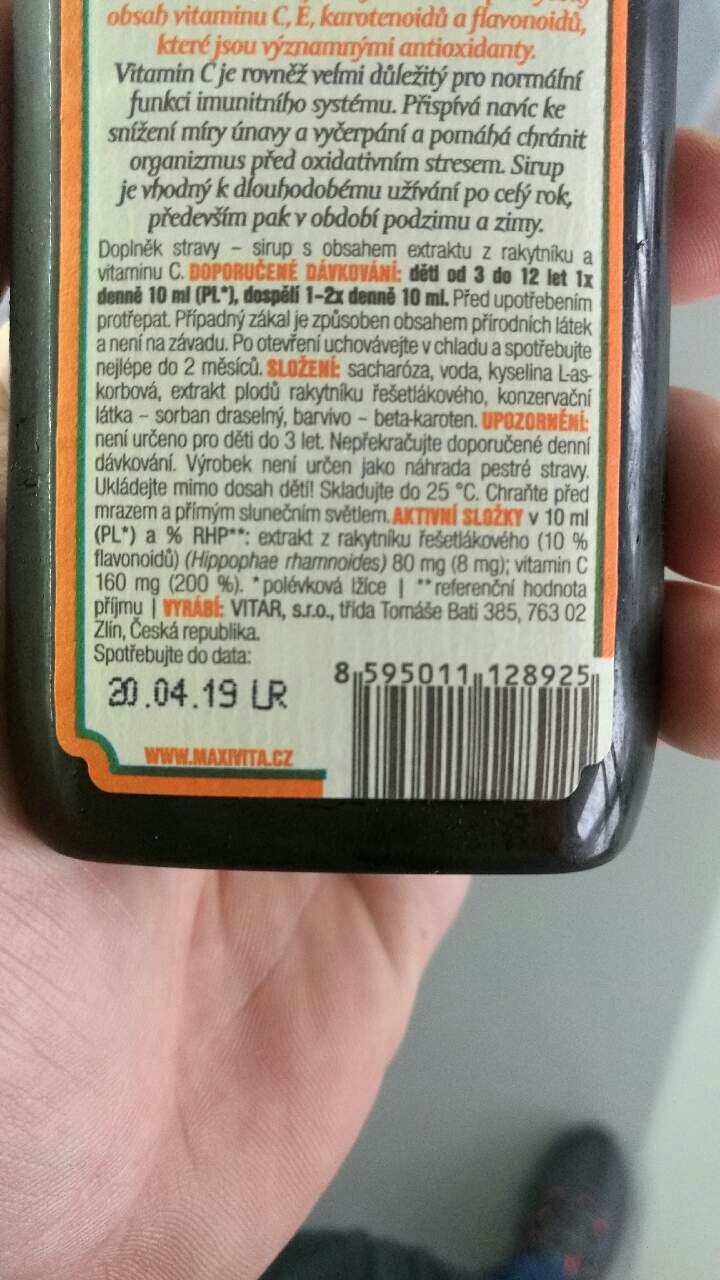 obsah vitaminu C, E, karotenoidů a flavonoidů,
které jsou významnými antioxidanty.
Vitamin C je rovněž velmi důležitý pro normální
funkci imunitního systému. Přispívá navíc ke
snížení míry únavy a vyčerpání a pomáhá chránit
organizmus před oxidativním stresem. Sirup
je vhodný k dlouhodobému užívání po celý rok,
především pak v období podzimu a zimy.
Doplněk stravy – sirup s obsahem extraktu z rakytníku a
vitaminu C. DOPORUČENÉ DÁVKOVÁNÍ: děti od 3 do 12 let 1x
denně 10 ml (PL*), dospělí 1–2x denně 10 ml. Před upotřebením
protřepat. Případný zákal je způsoben obsahem přírodních látek
a není na závadu. Po otevření uchovávejte v chladu a spotřebujte
nejlépe do 2 měsíců. SLOŽENÍ: sacharóza, voda, kyselina L-as-
korbová, extrakt plodů rakytníku řešetlákového, konzervační
látka – sorban draselný, barvivo – beta-karoten. UPOZORNĚNÍ:
není určeno pro děti do 3 let. Nepřekračujte doporučené denní
dávkování. Výrobek není určen jako náhrada pestré stravy.
Ukládejte mimo dosah dětí! Skladujte do 25 °C. Chraňte před
mrazem a přímým slunečním světlem. AKTIVNÍ SLOŽKY v 10 ml
(PL*) a % RHP**: extrakt z rakytníku řešetlákového (10 %
flavonoidů) (Hippophae rhamnoides) 80 mg (8 mg); vitamin C
160 mg (200 %). *polévková lžíce | **referenční hodnota
příjmu | VYRÁBÍ: VITAR, s.r.o., třída Tomáše Bati 385, 763 02
Zlín, Česká republika.
Spotřebujte do data:
20.04.19 LR
8 595011 128925
WWW.MAXIVITA.CZ